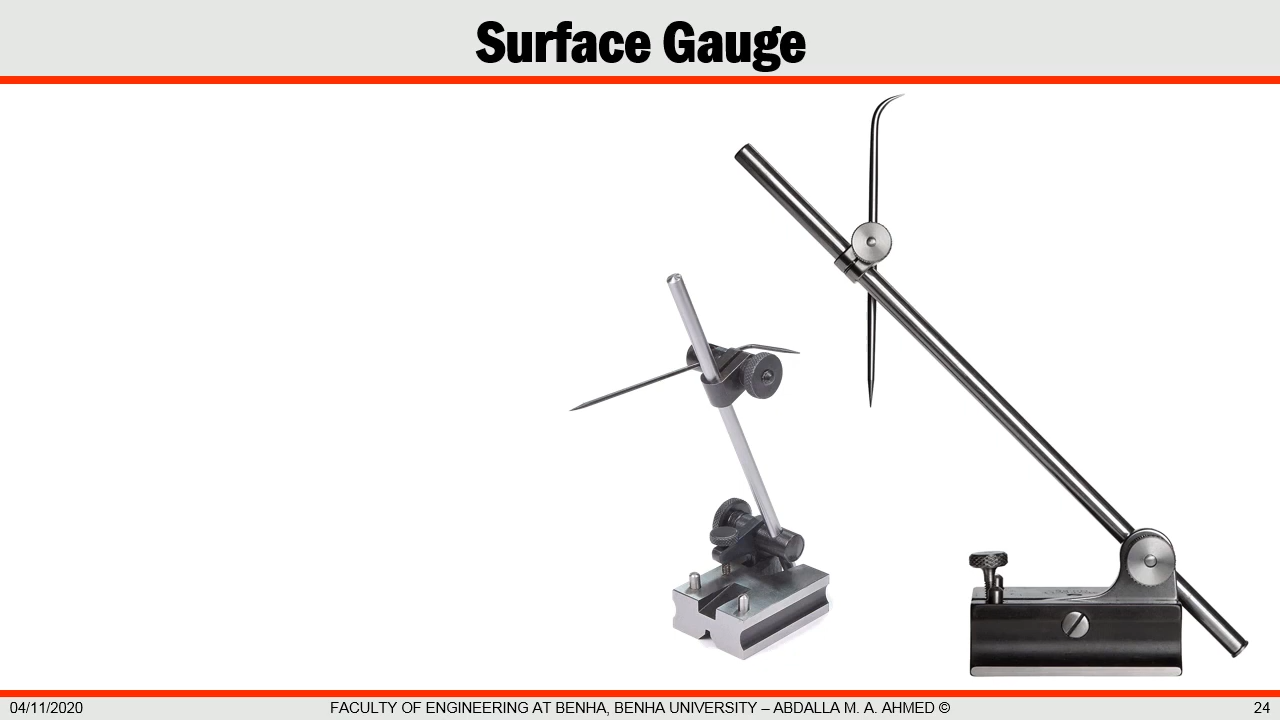 Surface Gauge
04/11/2020
FACULTY OF ENGINEERING AT BENHA, BENHA UNIVERSITY – ABDALLA M. A. AHMED ©
24